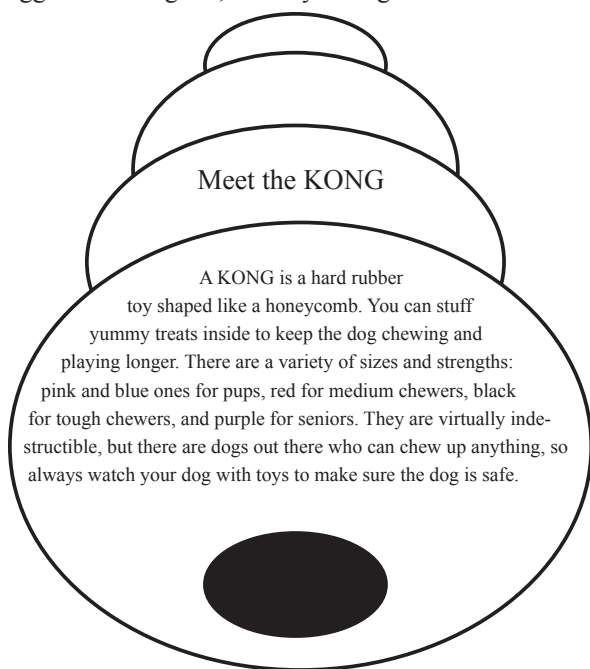 Meet the KONG
A KONG is a hard rubber
toy shaped like a honeycomb. You can stuff
yummy treats inside to keep the dog chewing and
playing longer. There are a variety of sizes and strengths:
pink and blue ones for pups, red for medium chewers, black
for tough chewers, and purple for seniors. They are virtually inde-
structible, but there are dogs out there who can chew up anything, so
always watch your dog with toys to make sure the dog is safe.